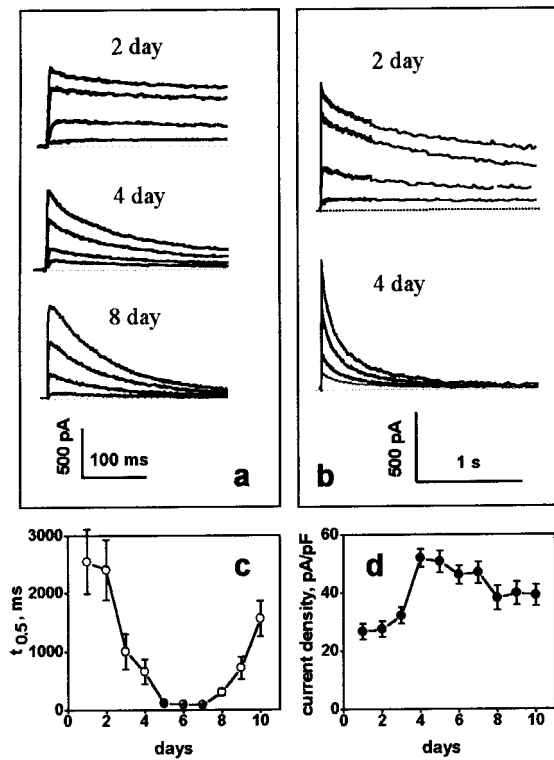 2 day
4 day
8 day
500 pA
100 ms
a
2 day
4 day
500 pA
1 s
b
3000
2000
1000
0
t 0.5, ms
0 2 4 6 8 10
days
c
60
40
20
0
current density, pA/pF
0 2 4 6 8 10
days
d